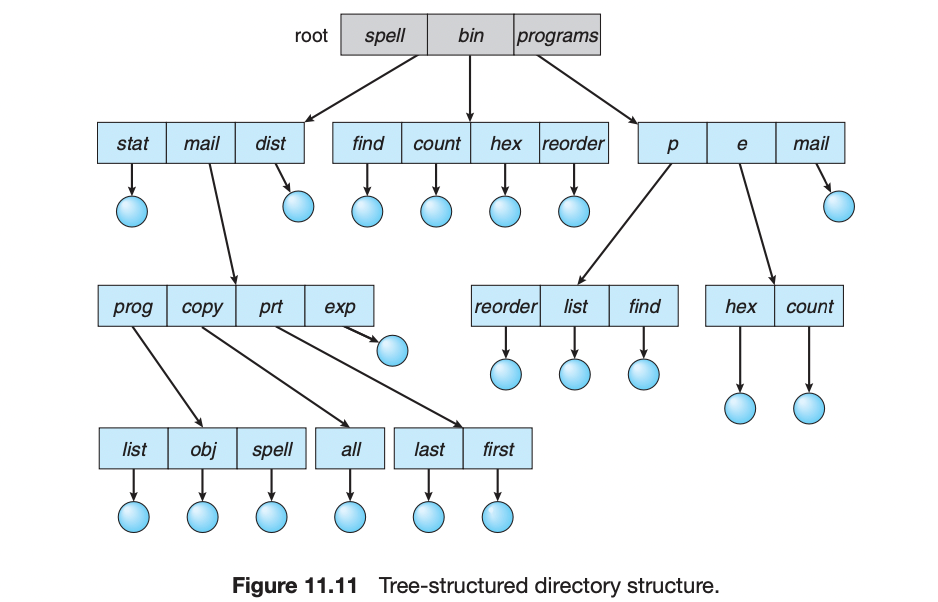 root spell bin programs
stat mail dist find count hex reorder p e mail
prog copy prt exp reorder list find hex count
list obj spell all last first
Figure 11.11 Tree-structured directory structure.